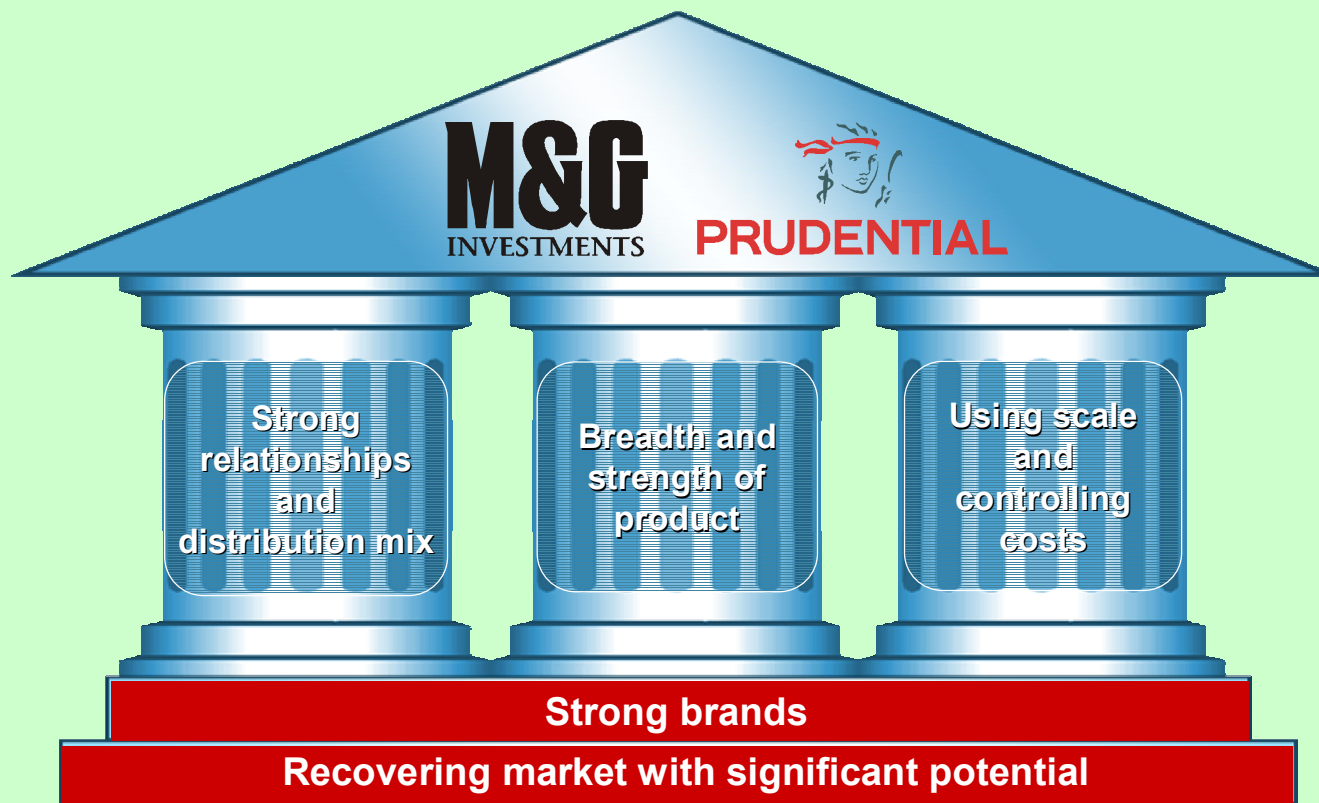 M&G
INVESTMENTS
PRUDENTIAL
Strong
relationships
and
distribution mix
Breadth and
strength of
product
Using scale
and
controlling
costs
Strong brands
Recovering market with significant potential